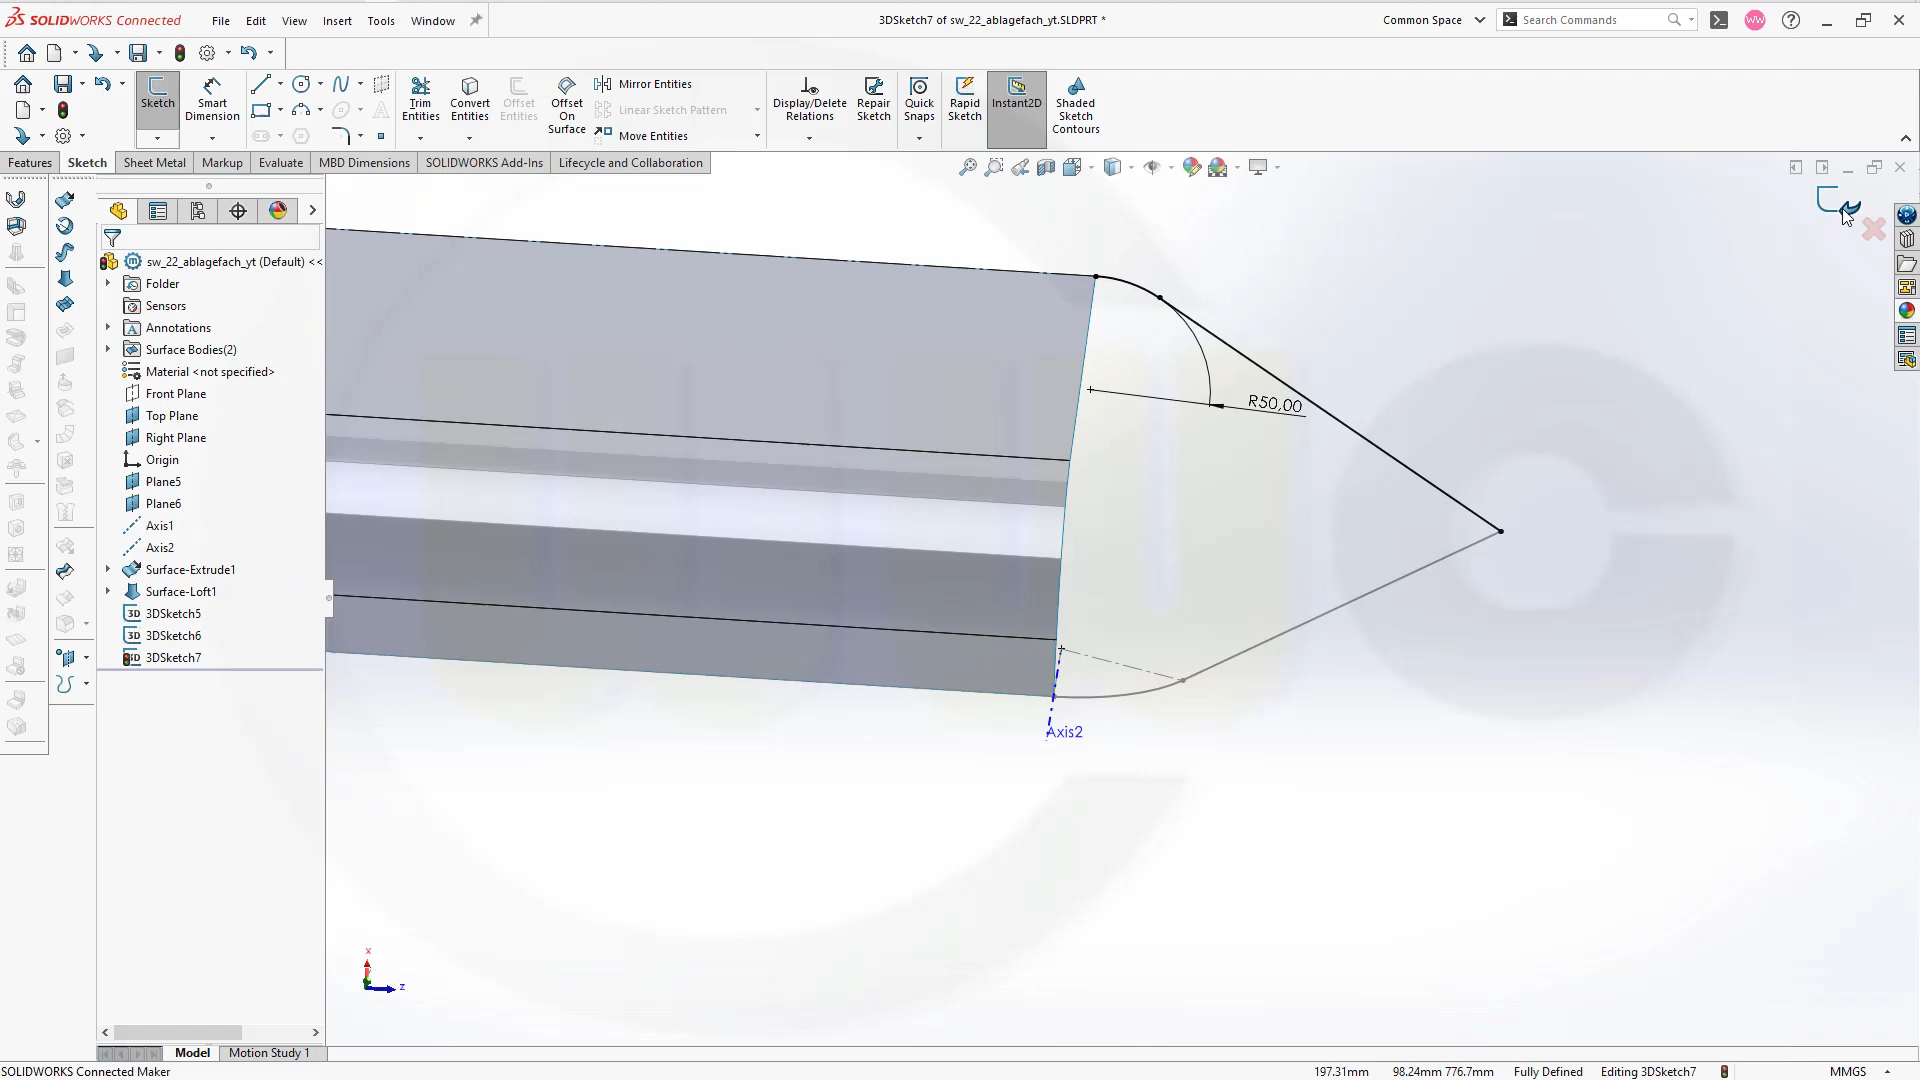 SOLIDWORKS Connected
File
Edit
View
Insert
Tools
Window
3DSketch7 of sw_22_ablagefach_yt.SLDPRT *
Common Space
Search Commands
WW
Sketch
Smart Dimension
Trim Entities
Convert Entities
Offset Entities
Offset On Surface
Mirror Entities
Linear Sketch Pattern
Move Entities
Display/Delete Relations
Repair Sketch
Quick Snaps
Rapid Sketch
Instant2D
Shaded Sketch Contours
Features
Sketch
Sheet Metal
Markup
Evaluate
MBD Dimensions
SOLIDWORKS Add-Ins
Lifecycle and Collaboration
sw_22_ablagefach_yt (Default) <<
Folder
Sensors
Annotations
Surface Bodies(2)
Material <not specified>
Front Plane
Top Plane
Right Plane
Origin
Plane5
Plane6
Axis1
Axis2
Surface-Extrude1
Surface-Loft1
3D 3DSketch5
3D 3DSketch6
3DSketch7
R50,00
Axis2
x
z
Model
Motion Study 1
SOLIDWORKS Connected Maker
197.31mm
98.24mm 776.7mm
Fully Defined
Editing 3DSketch7
MMGS